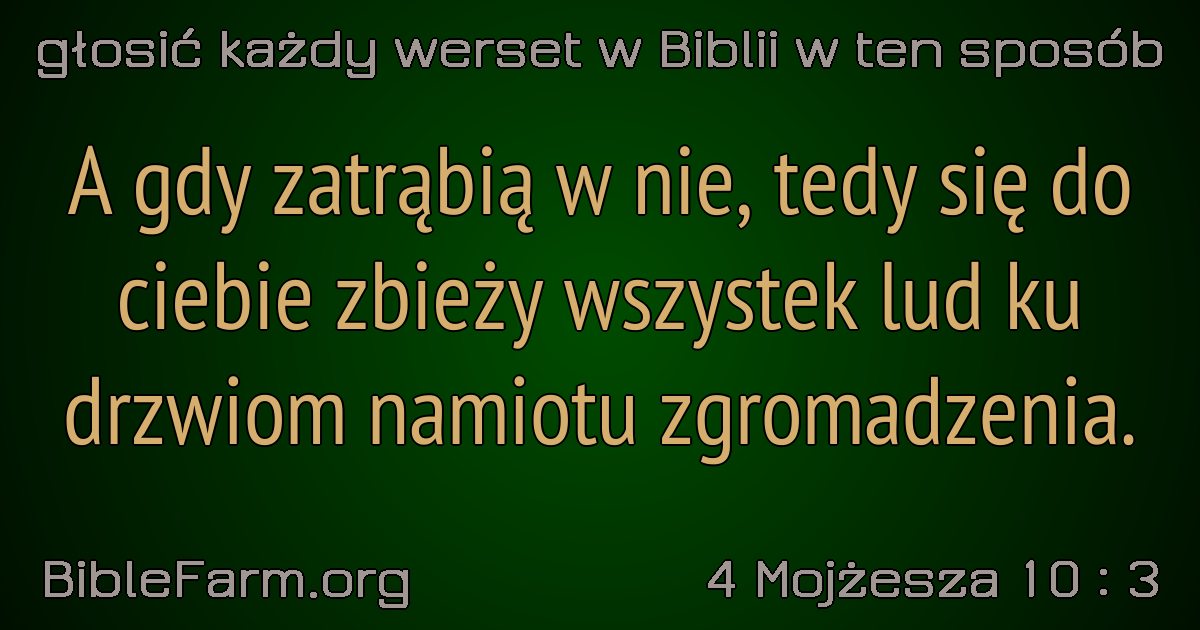 głosić każdy werset w Biblii w ten sposób
A gdy zatrąbią w nie, tedy się do
ciebie zbieży wszystek lud ku
drzwiom namiotu zgromadzenia.
BibleFarm.org
4 Mojżesza 10 : 3